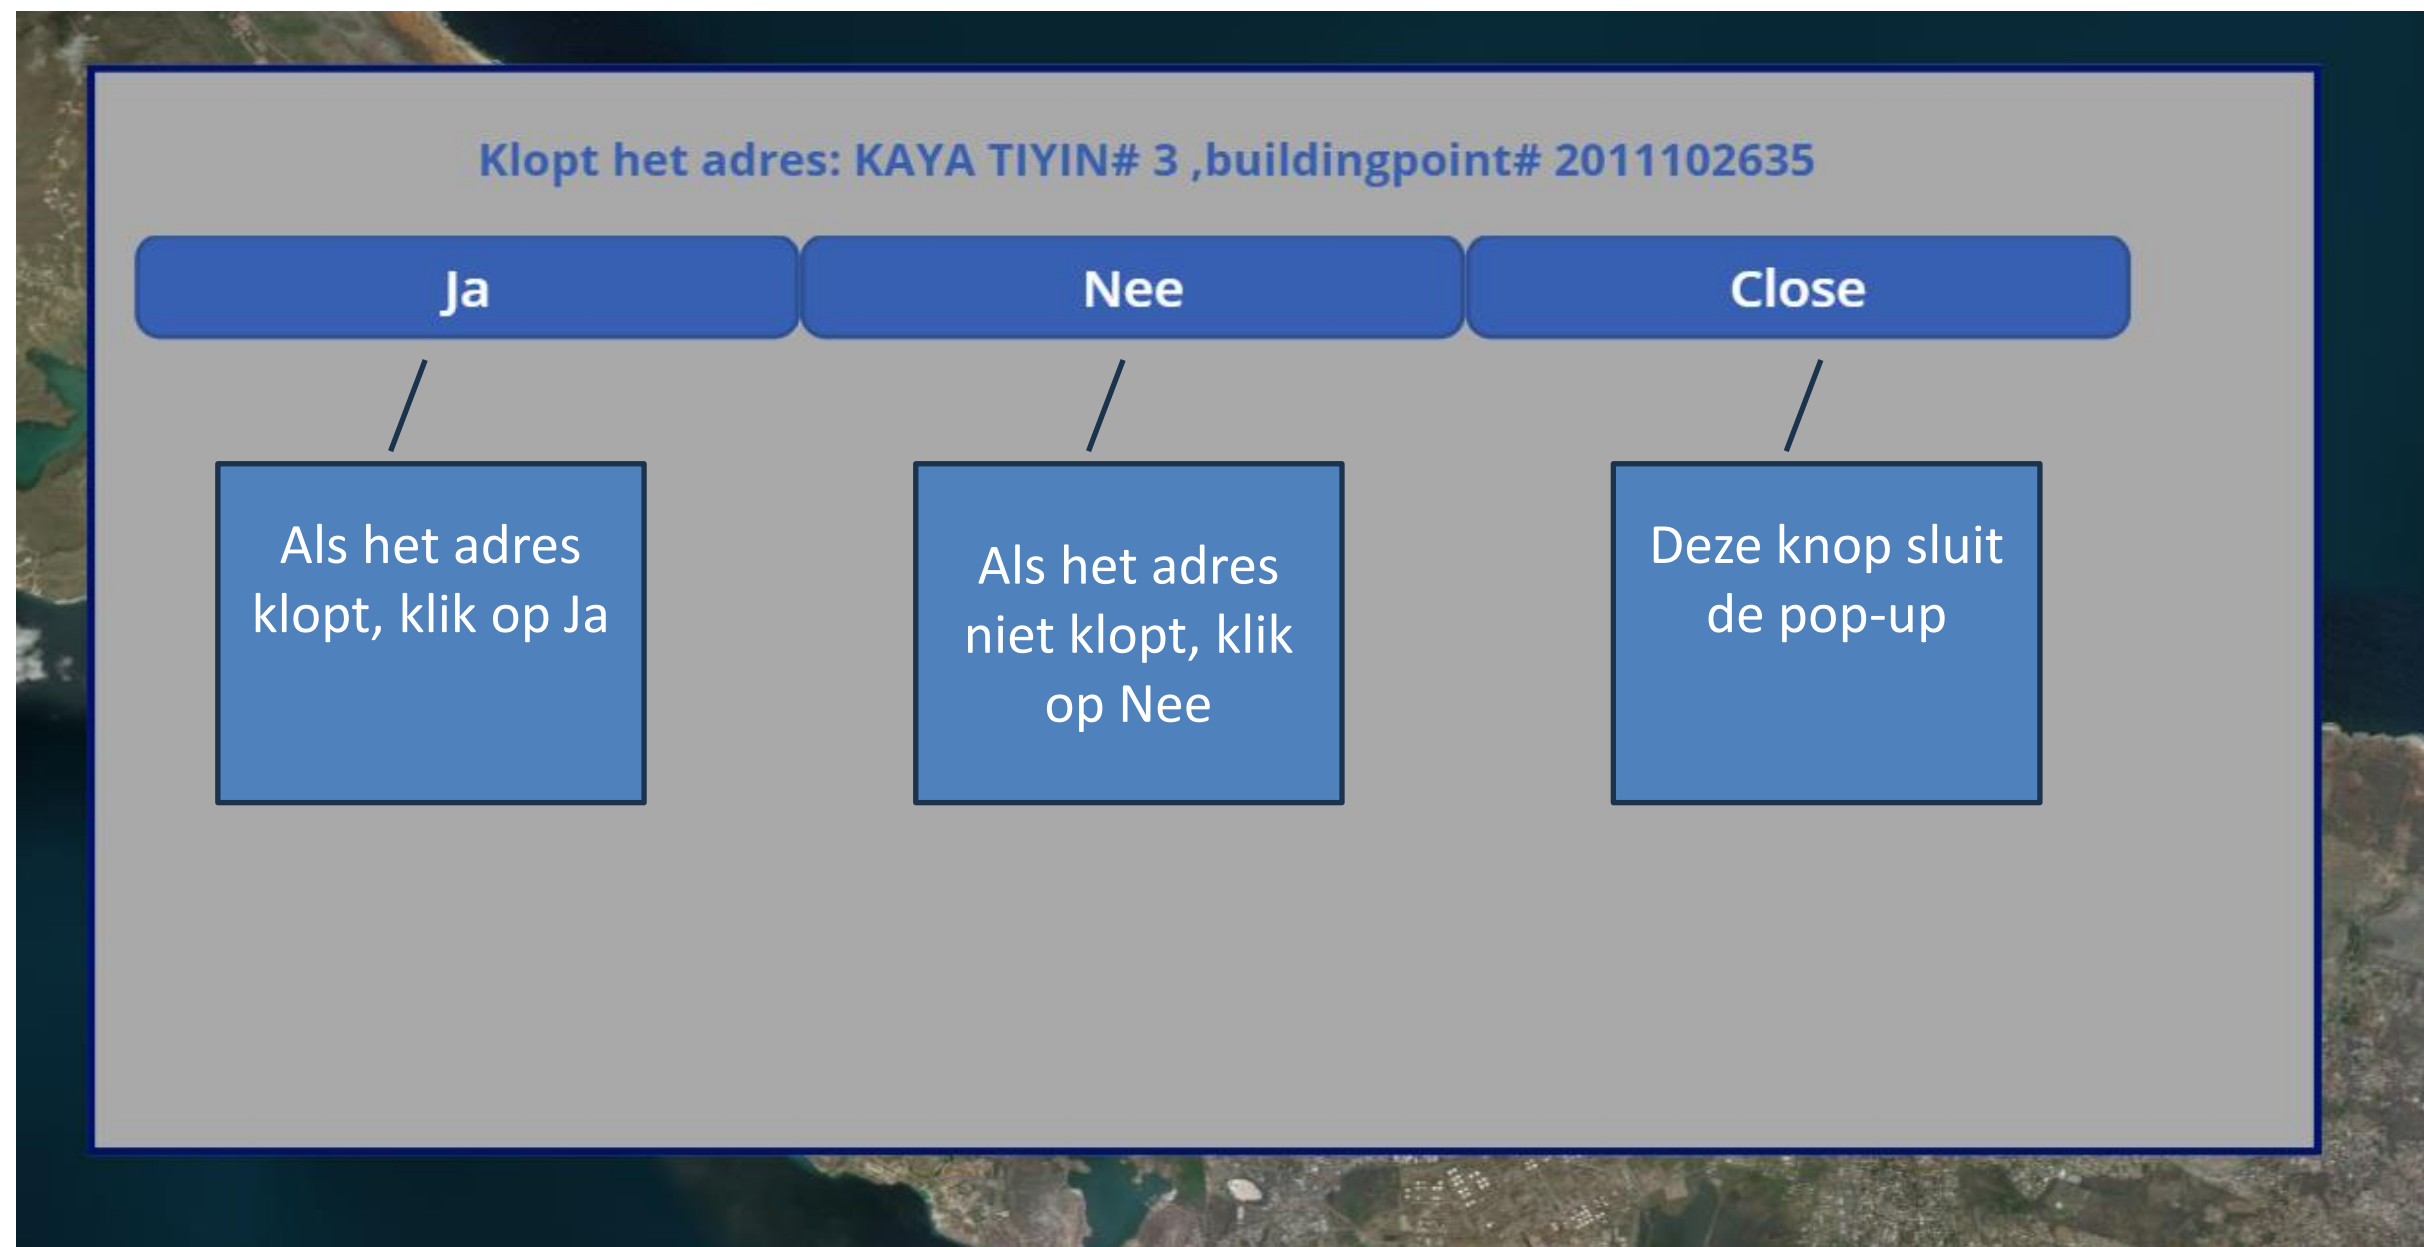 Klopt het adres: KAYA TIYIN# 3 ,buildingpoint# 2011102635
Ja
Nee
Close
Als het adres
klopt, klik op Ja
Als het adres
niet klopt, klik
op Nee
Deze knop sluit
de pop-up